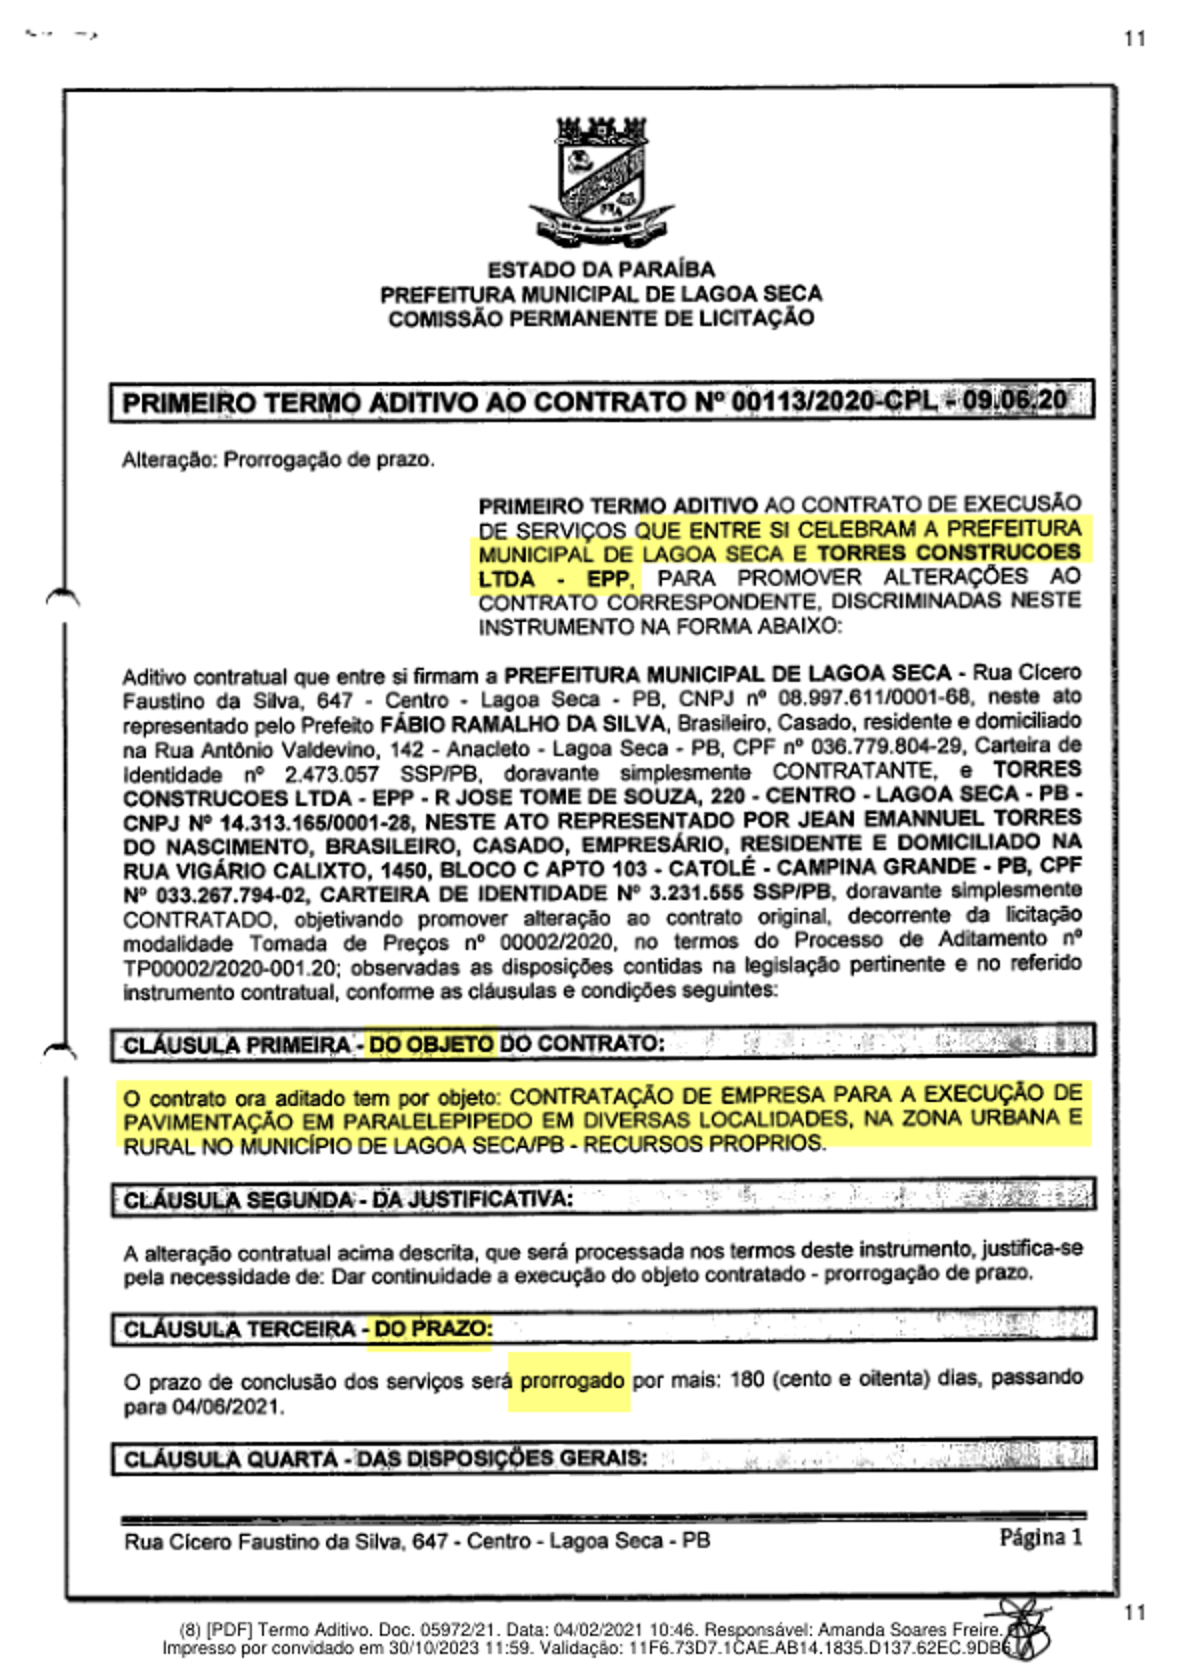 11
ESTADO DA PARAÍBA
PREFEITURA MUNICIPAL DE LAGOA SECA
COMISSÃO PERMANENTE DE LICITAÇÃO
PRIMEIRO TERMO ADITIVO AO CONTRATO Nº 00113/2020-CPL - 09.06.20
Alteração: Prorrogação de prazo.
PRIMEIRO TERMO ADITIVO AO CONTRATO DE EXECUSÃO
DE SERVIÇOS QUE ENTRE SI CELEBRAM A PREFEITURA
MUNICIPAL DE LAGOA SECA E TORRES CONSTRUCOES
LTDA - EPP, PARA PROMOVER ALTERAÇÕES AO
CONTRATO CORRESPONDENTE, DISCRIMINADAS NESTE
INSTRUMENTO NA FORMA ABAIXO:
Aditivo contratual que entre si firmam a PREFEITURA MUNICIPAL DE LAGOA SECA - Rua Cícero
Faustino da Silva, 647 - Centro - Lagoa Seca - PB, CNPJ nº 08.997.611/0001-68, neste ato
representado pelo Prefeito FÁBIO RAMALHO DA SILVA, Brasileiro, Casado, residente e domiciliado
na Rua Antônio Valdevino, 142 - Anacleto - Lagoa Seca - PB, CPF nº 036.779.804-29, Carteira de
Identidade nº 2.473.057 SSP/PB, doravante simplesmente CONTRATANTE, e TORRES
CONSTRUCOES LTDA - EPP - R JOSE TOME DE SOUZA, 220 - CENTRO - LAGOA SECA - PB -
CNPJ Nº 14.313.165/0001-28, NESTE ATO REPRESENTADO POR JEAN EMANNUEL TORRES
DO NASCIMENTO, BRASILEIRO, CASADO, EMPRESÁRIO, RESIDENTE E DOMICILIADO NA
RUA VIGÁRIO CALIXTO, 1450, BLOCO C APTO 103 - CATOLÉ - CAMPINA GRANDE - PB, CPF
Nº 033.267.794-02, CARTEIRA DE IDENTIDADE Nº 3.231.555 SSP/PB, doravante simplesmente
CONTRATADO, objetivando promover alteração ao contrato original, decorrente da licitação
modalidade Tomada de Preços nº 00002/2020, no termos do Processo de Aditamento nº
TP00002/2020-001.20; observadas as disposições contidas na legislação pertinente e no referido
instrumento contratual, conforme as cláusulas e condições seguintes:
CLÁUSULA PRIMEIRA - DO OBJETO DO CONTRATO:
O contrato ora aditado tem por objeto: CONTRATAÇÃO DE EMPRESA PARA A EXECUÇÃO DE
PAVIMENTAÇÃO EM PARALELEPIPEDO EM DIVERSAS LOCALIDADES, NA ZONA URBANA E
RURAL NO MUNICÍPIO DE LAGOA SECA/PB - RECURSOS PROPRIOS.
CLÁUSULA SEGUNDA - DA JUSTIFICATIVA:
A alteração contratual acima descrita, que será processada nos termos deste instrumento, justifica-se
pela necessidade de: Dar continuidade a execução do objeto contratado - prorrogação de prazo.
CLÁUSULA TERCEIRA - DO PRAZO:
O prazo de conclusão dos serviços será prorrogado por mais: 180 (cento e oitenta) dias, passando
para 04/06/2021.
CLÁUSULA QUARTA - DAS DISPOSIÇÕES GERAIS:
Rua Cícero Faustino da Silva, 647 - Centro - Lagoa Seca - PB
Página 1
11
(8) [PDF] Termo Aditivo. Doc. 05972/21. Data: 04/02/2021 10:46. Responsável: Amanda Soares Freire.
Impresso por convidado em 30/10/2023 11:59. Validação: 11F6.73D7.1CAE.AB14.1835.D137.62EC.9DB6